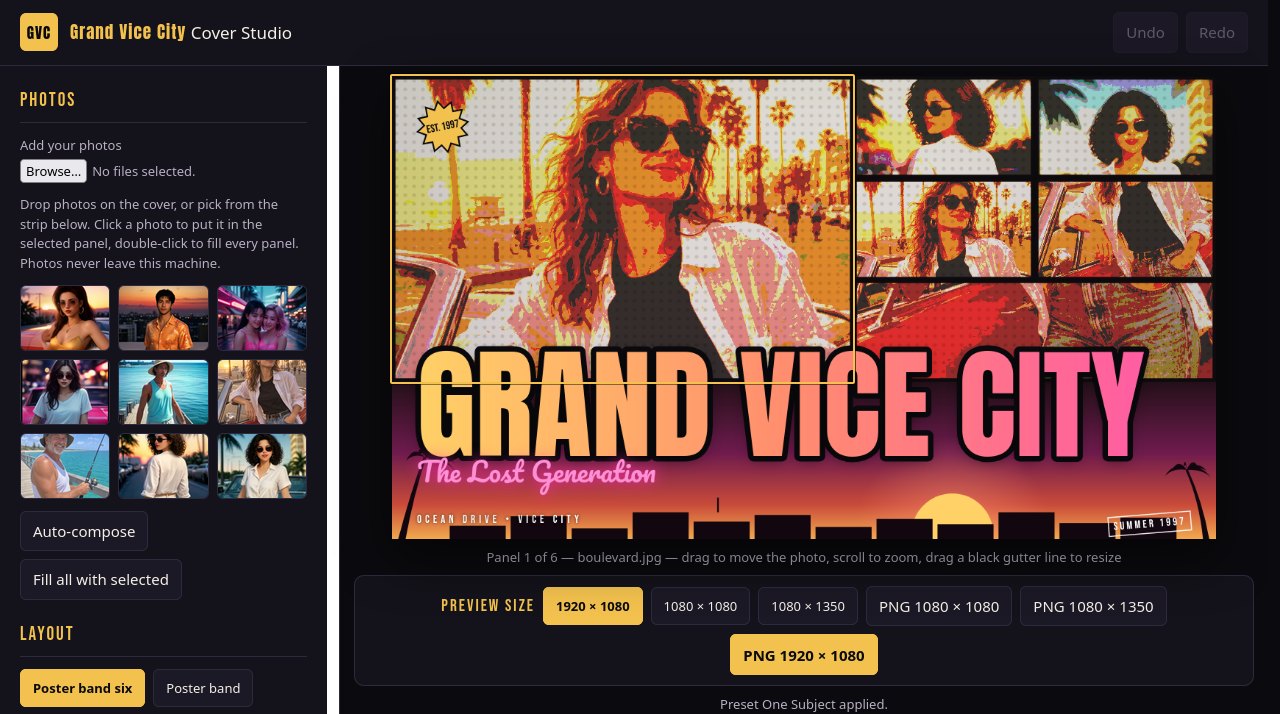 GVC Grand Vice City Cover Studio
Undo Redo
PHOTOS
Add your photos
Browse... No files selected.
Drop photos on the cover, or pick from the
strip below. Click a photo to put it in the
selected panel, double-click to fill every panel.
Photos never leave this machine.
Auto-compose
Fill all with selected
LAYOUT
Poster band six Poster band
EST. 1997
GRAND VICE CITY
The Lost Generation
OCEAN DRIVE • VICE CITY
SUMMER 1997
Panel 1 of 6 — boulevard.jpg — drag to move the photo, scroll to zoom, drag a black gutter line to resize
PREVIEW SIZE 1920 × 1080 1080 × 1080 1080 × 1350 PNG 1080 × 1080 PNG 1080 × 1350
PNG 1920 × 1080
Preset One Subject applied.